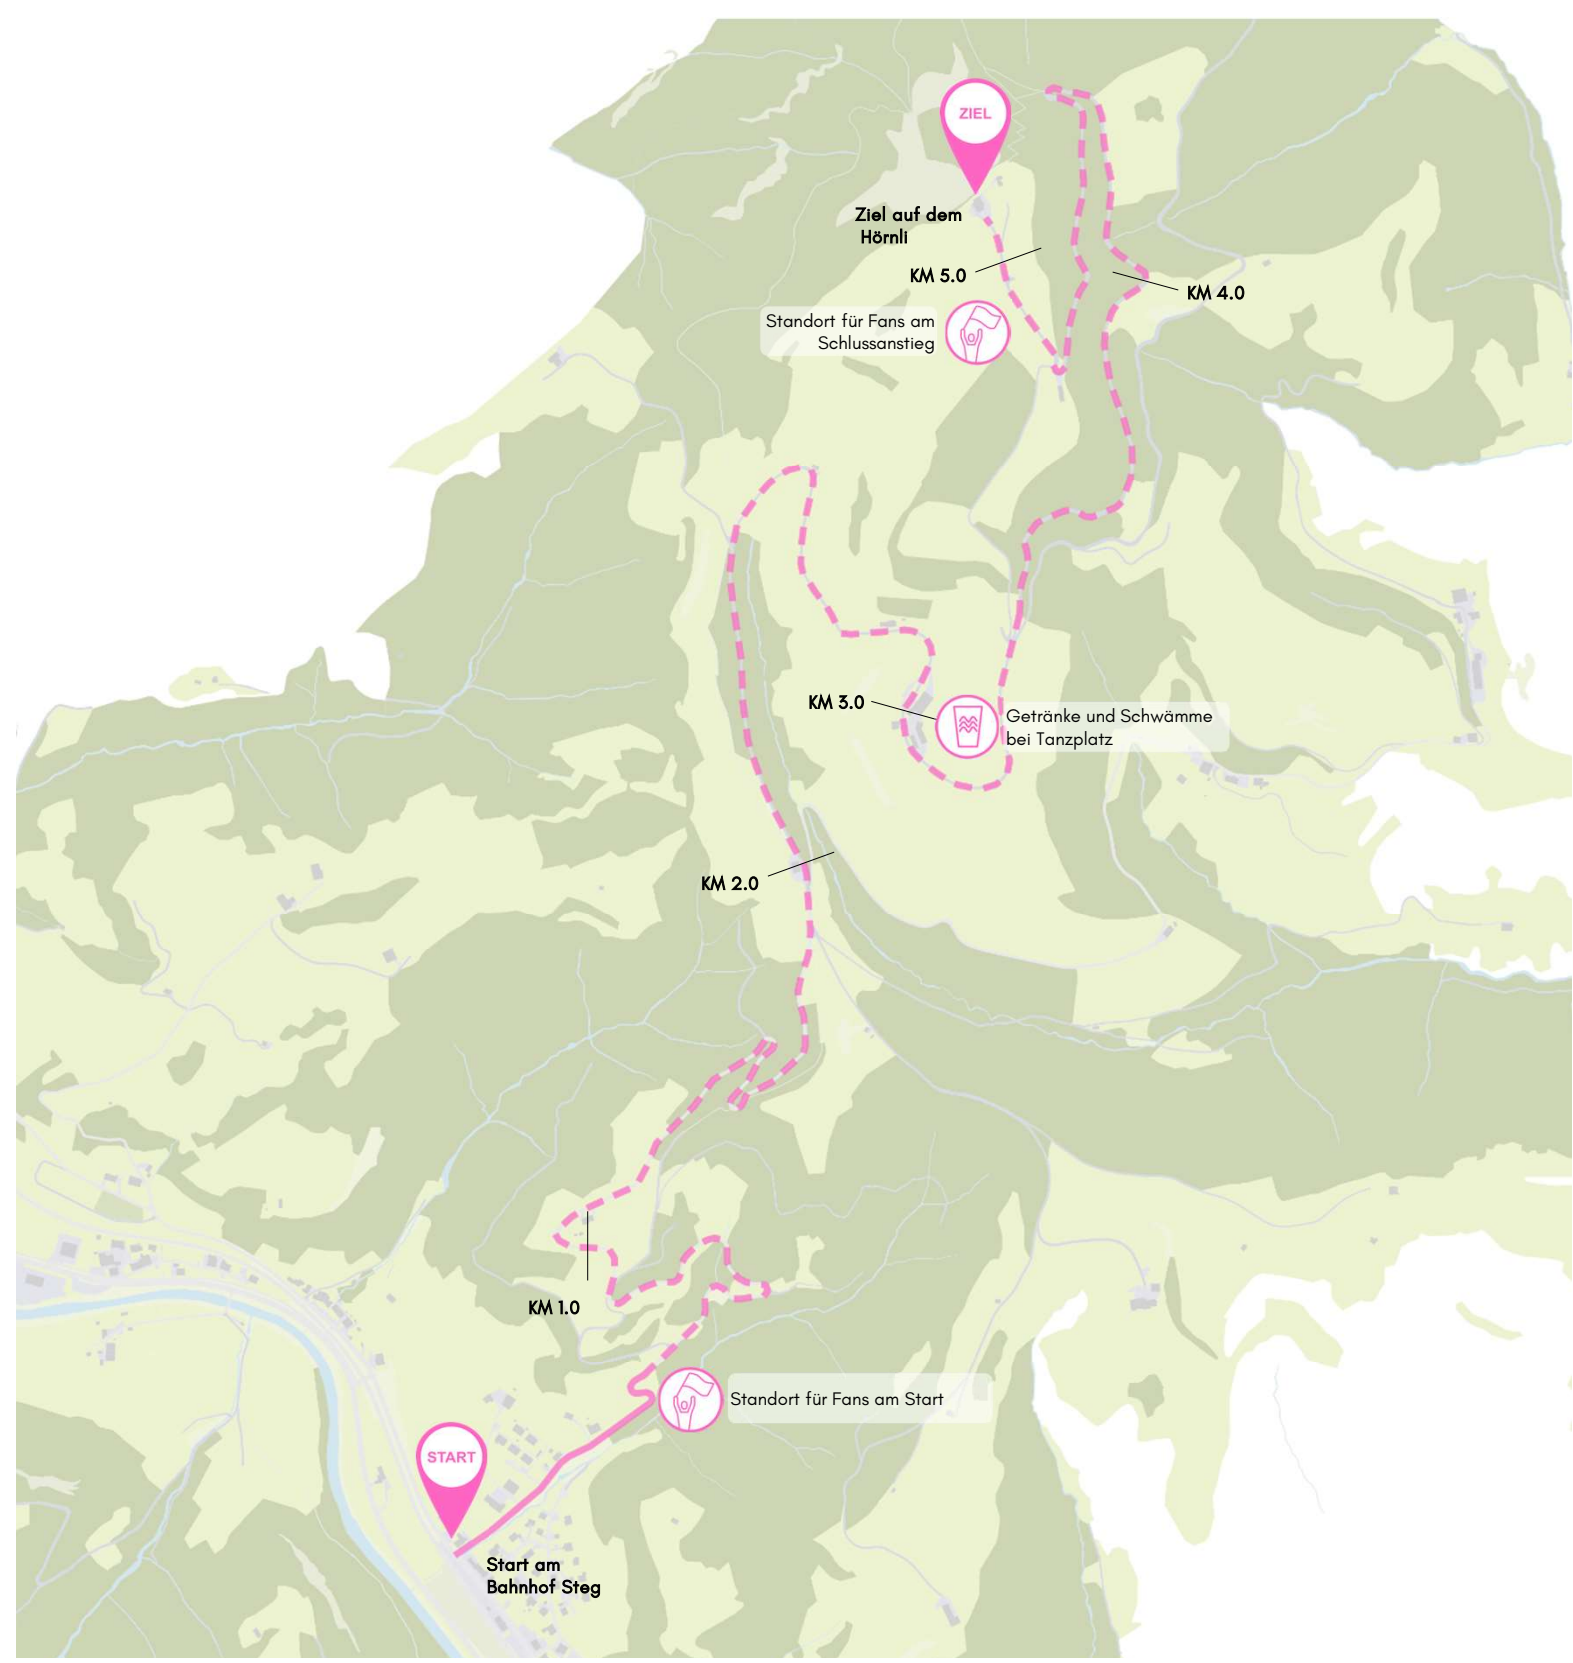 ZIEL
Ziel auf dem
Hörnli
KM 5.0
KM 4.0
Standort für Fans am
Schlussanstieg
KM 3.0
Getränke und Schwämme
bei Tanzplatz
KM 2.0
KM 1.0
Standort für Fans am Start
START
Start am
Bahnhof Steg